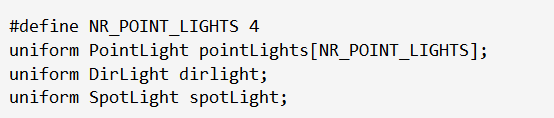 #define NR_POINT_LIGHTS 4
uniform PointLight pointLights[NR_POINT_LIGHTS];
uniform DirLight dirlight;
uniform SpotLight spotLight;